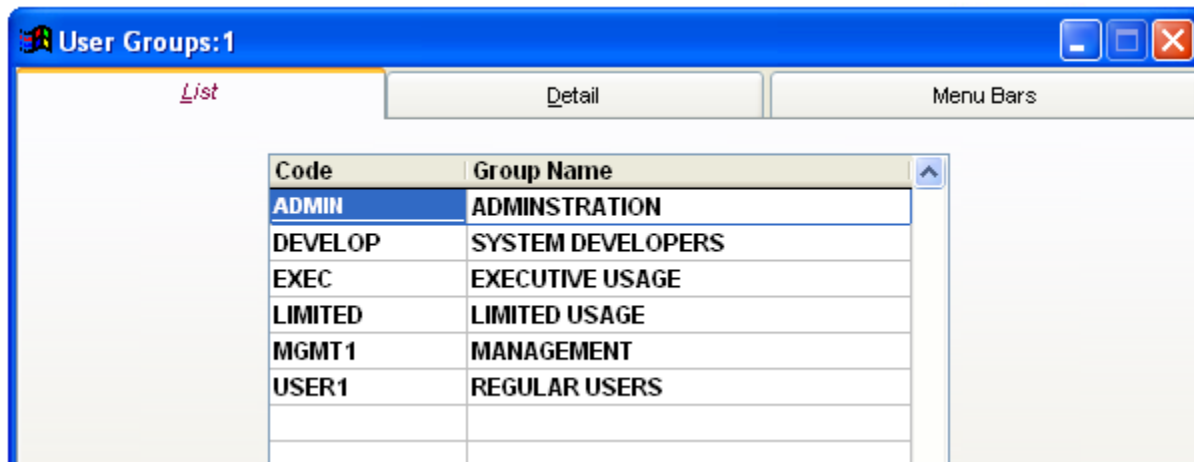 User Groups:1
List Detail Menu Bars
Code Group Name
ADMIN ADMINSTRATION
DEVELOP SYSTEM DEVELOPERS
EXEC EXECUTIVE USAGE
LIMITED LIMITED USAGE
MGMT1 MANAGEMENT
USER1 REGULAR USERS